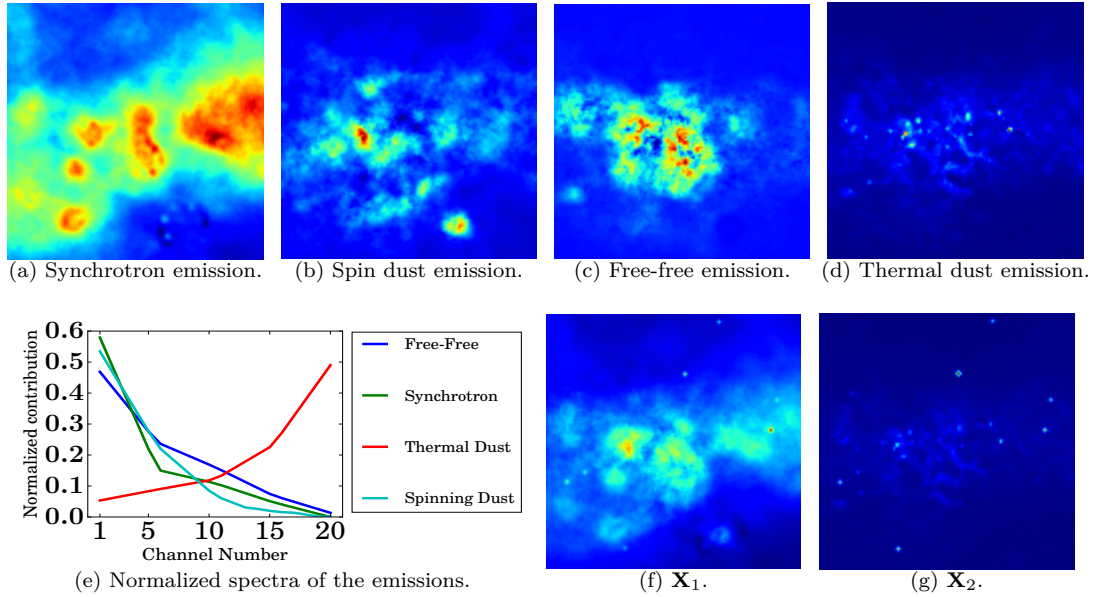 (a) Synchrotron emission.
(b) Spin dust emission.
(c) Free-free emission.
(d) Thermal dust emission.
Normalized contribution
0.6
0.5
0.4
0.3
0.2
0.1
0.0
1 5 10 15 20
Channel Number
Free-Free
Synchrotron
Thermal Dust
Spinning Dust
(e) Normalized spectra of the emissions.
(f) X₁.
(g) X₂.